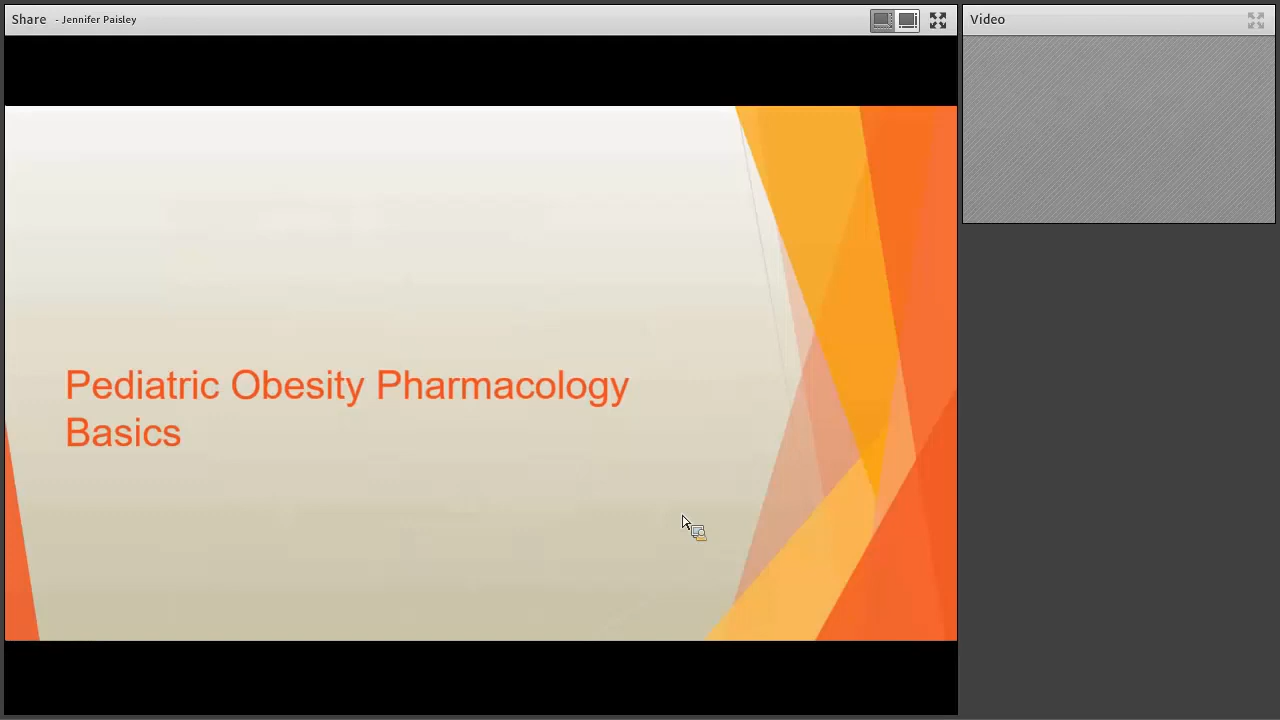 Share - Jennifer Paisley
Video
Pediatric Obesity Pharmacology
Basics